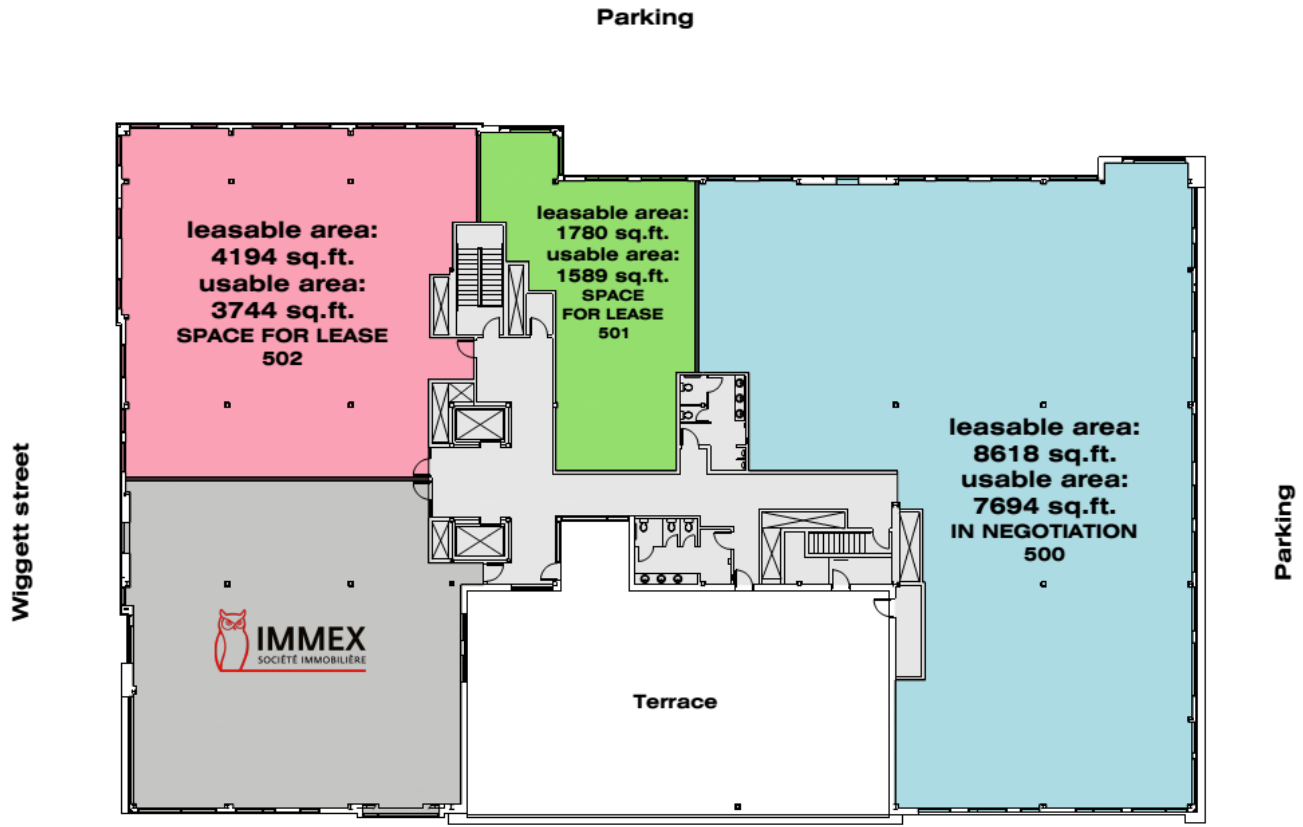 Parking
leasable area:
4194 sq.ft.
usable area:
3744 sq.ft.
SPACE FOR LEASE
502
leasable area:
1780 sq.ft.
usable area:
1589 sq.ft.
SPACE
FOR LEASE
501
leasable area:
8618 sq.ft.
usable area:
7694 sq.ft.
IN NEGOTIATION
500
Wiggett street
Parking
IMMEX
SOCIÉTÉ IMMOBILIÈRE
Terrace